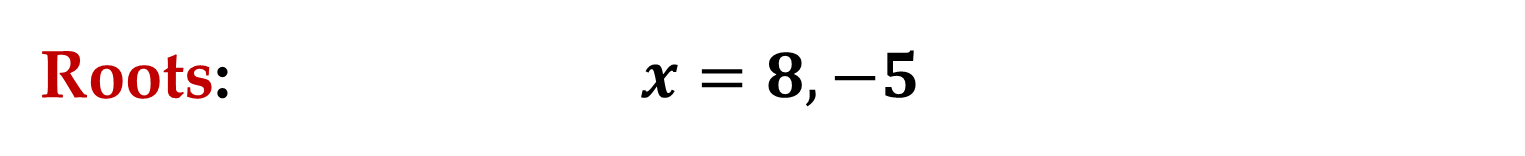 Roots: x = 8, −5